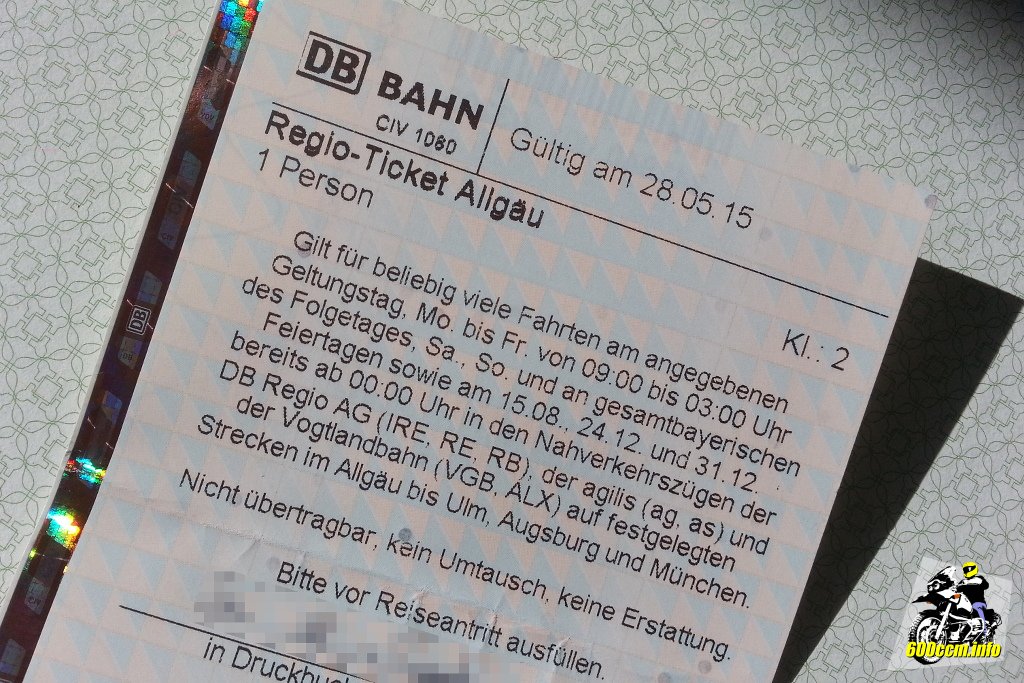 DB BAHN
CIV 1080
Gültig am 28.05.15
Regio-Ticket Allgäu
1 Person
Kl.: 2
Gilt für beliebig viele Fahrten am angegebenen
Geltungstag, Mo. bis Fr. von 09:00 bis 03:00 Uhr
des Folgetages, Sa., So. und an gesamtbayerischen
Feiertagen sowie am 15.08., 24.12. und 31.12.
bereits ab 00:00 Uhr in den Nahverkehrszügen der
DB Regio AG (IRE, RE, RB), der agilis (ag, as) und
der Vogtlandbahn (VGB, ALX) auf festgelegten
Strecken im Allgäu bis Ulm, Augsburg und München.
Nicht übertragbar, kein Umtausch, keine Erstattung.
Bitte vor Reiseantritt ausfüllen.
in Druckbuc
DB
600ccm.info